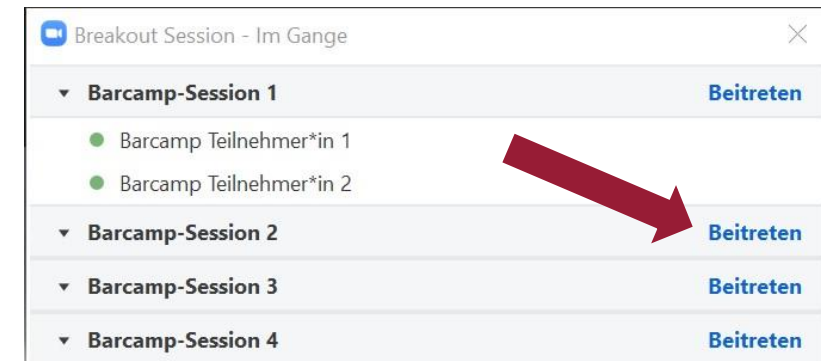 Breakout Session - Im Gange
Barcamp-Session 1 Beitreten
Barcamp Teilnehmer*in 1
Barcamp Teilnehmer*in 2
Barcamp-Session 2 Beitreten
Barcamp-Session 3 Beitreten
Barcamp-Session 4 Beitreten